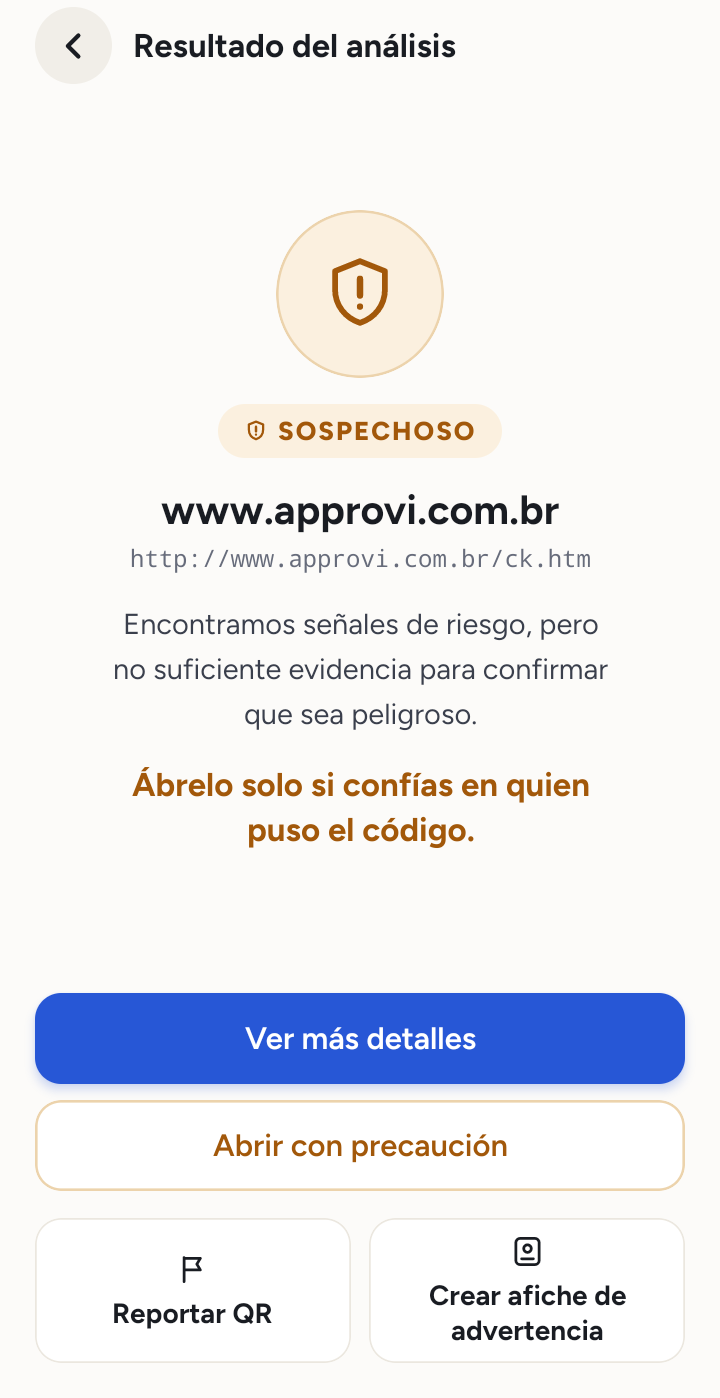 Resultado del análisis
SOSPECHOSO
www.approvi.com.br
http://www.approvi.com.br/ck.htm
Encontramos señales de riesgo, pero
no suficiente evidencia para confirmar
que sea peligroso.
Ábrelo solo si confías en quien
puso el código.
Ver más detalles
Abrir con precaución
Reportar QR
Crear afiche de
advertencia